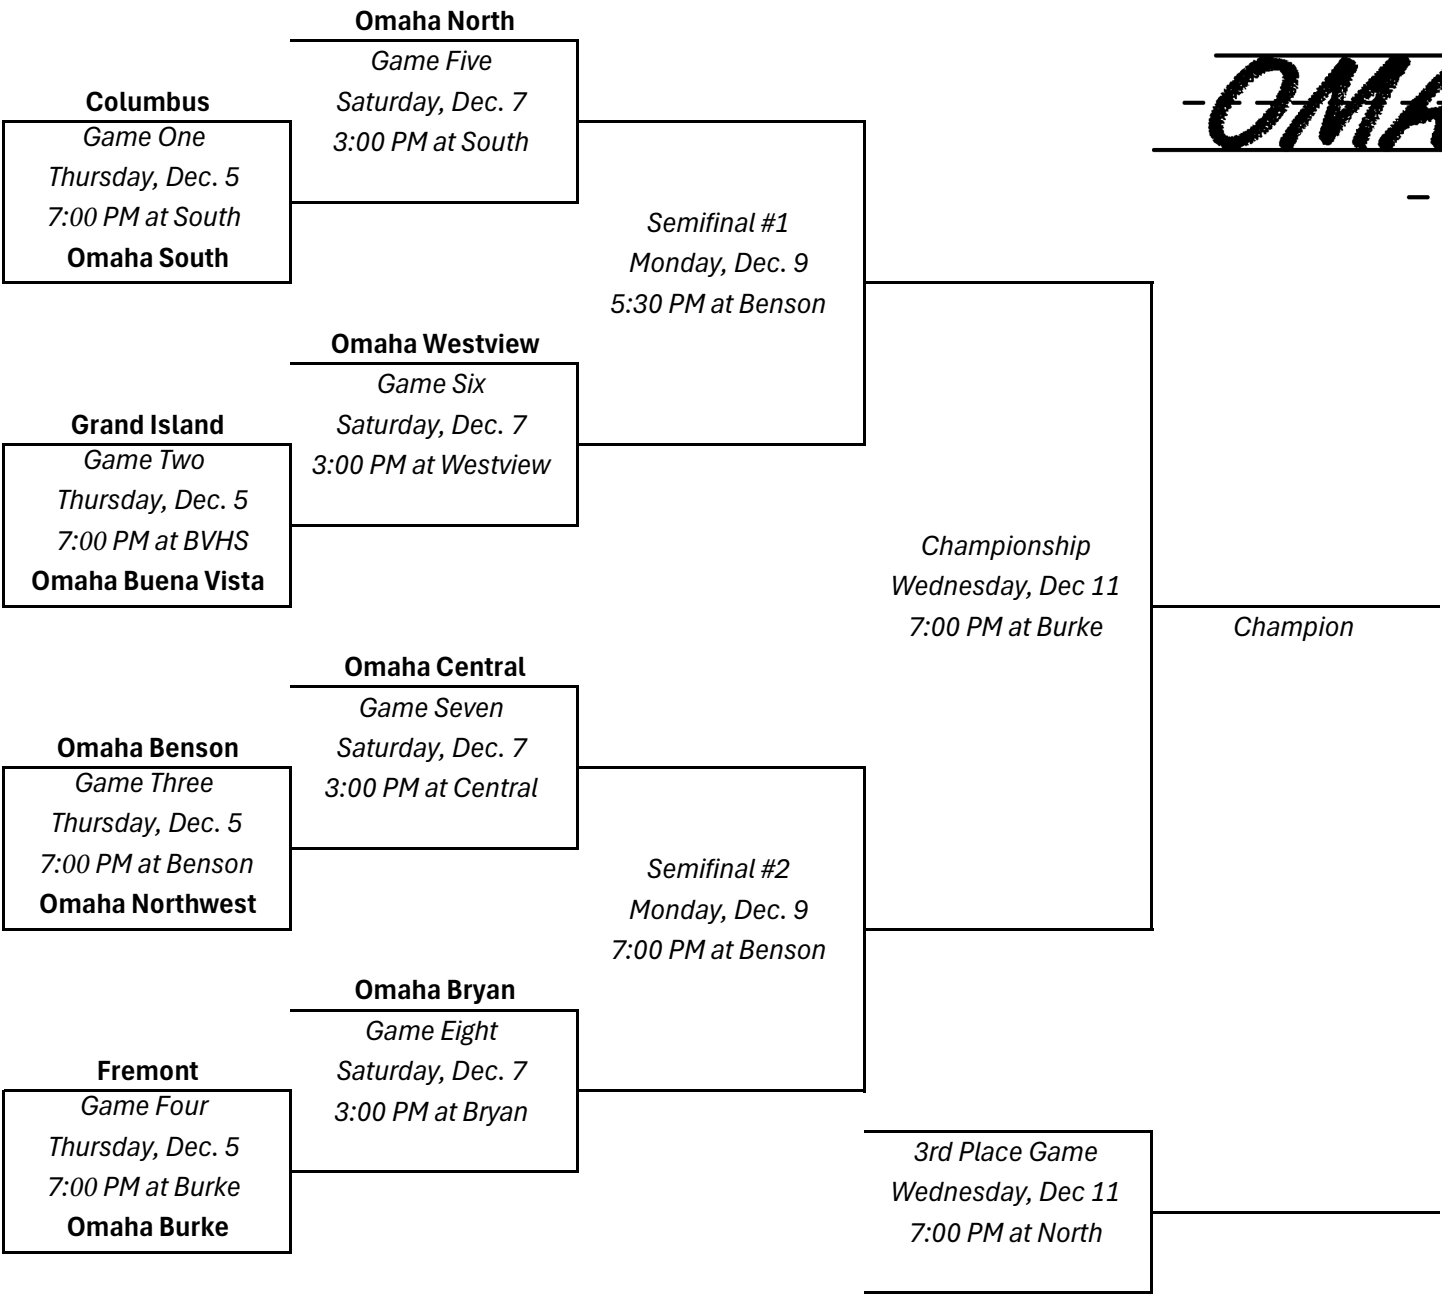 Omaha North
Game Five
Saturday, Dec. 7
3:00 PM at South
Columbus
Game One
Thursday, Dec. 5
7:00 PM at South
Omaha South
Semifinal #1
Monday, Dec. 9
5:30 PM at Benson
Omaha Westview
Game Six
Saturday, Dec. 7
3:00 PM at Westview
Grand Island
Game Two
Thursday, Dec. 5
7:00 PM at BVHS
Omaha Buena Vista
Championship
Wednesday, Dec 11
7:00 PM at Burke
Champion
Omaha Central
Game Seven
Saturday, Dec. 7
3:00 PM at Central
Omaha Benson
Game Three
Thursday, Dec. 5
7:00 PM at Benson
Omaha Northwest
Semifinal #2
Monday, Dec. 9
7:00 PM at Benson
Omaha Bryan
Game Eight
Saturday, Dec. 7
3:00 PM at Bryan
Fremont
Game Four
Thursday, Dec. 5
7:00 PM at Burke
Omaha Burke
3rd Place Game
Wednesday, Dec 11
7:00 PM at North
OMA